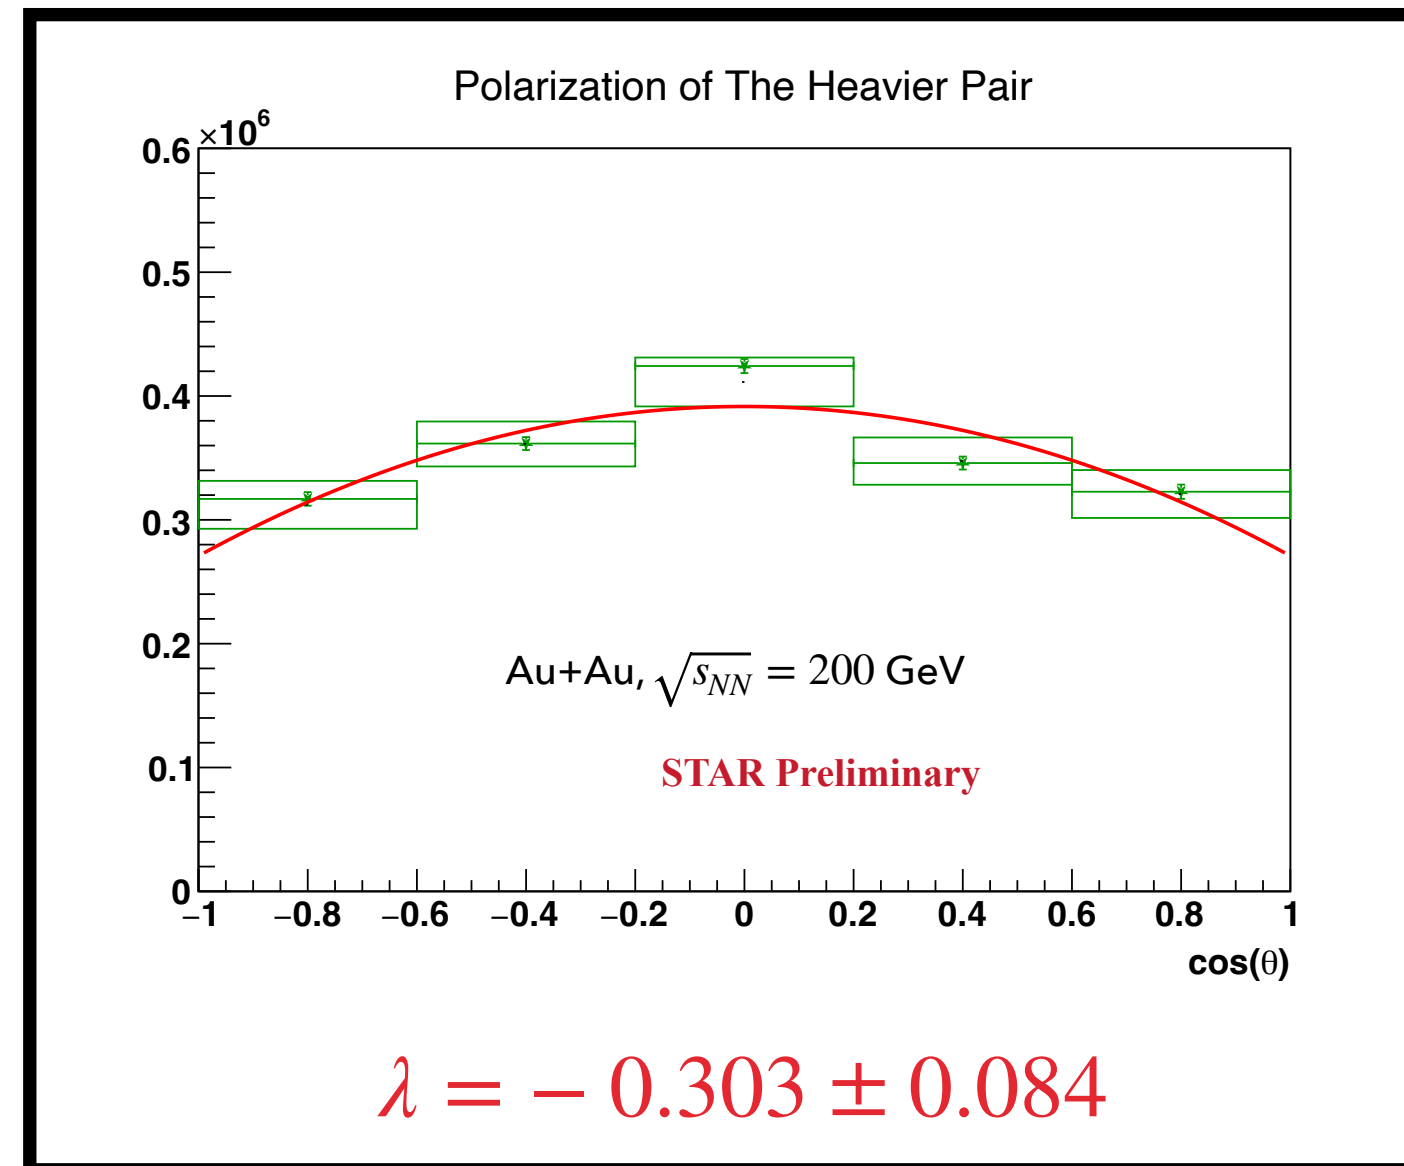 Polarization of The Heavier Pair
×10⁶
0.6
0.5
0.4
0.3
0.2
0.1
0
Au+Au, √s_NN = 200 GeV
STAR Preliminary
−1 −0.8 −0.6 −0.4 −0.2 0 0.2 0.4 0.6 0.8 1
cos(θ)
λ = − 0.303 ± 0.084